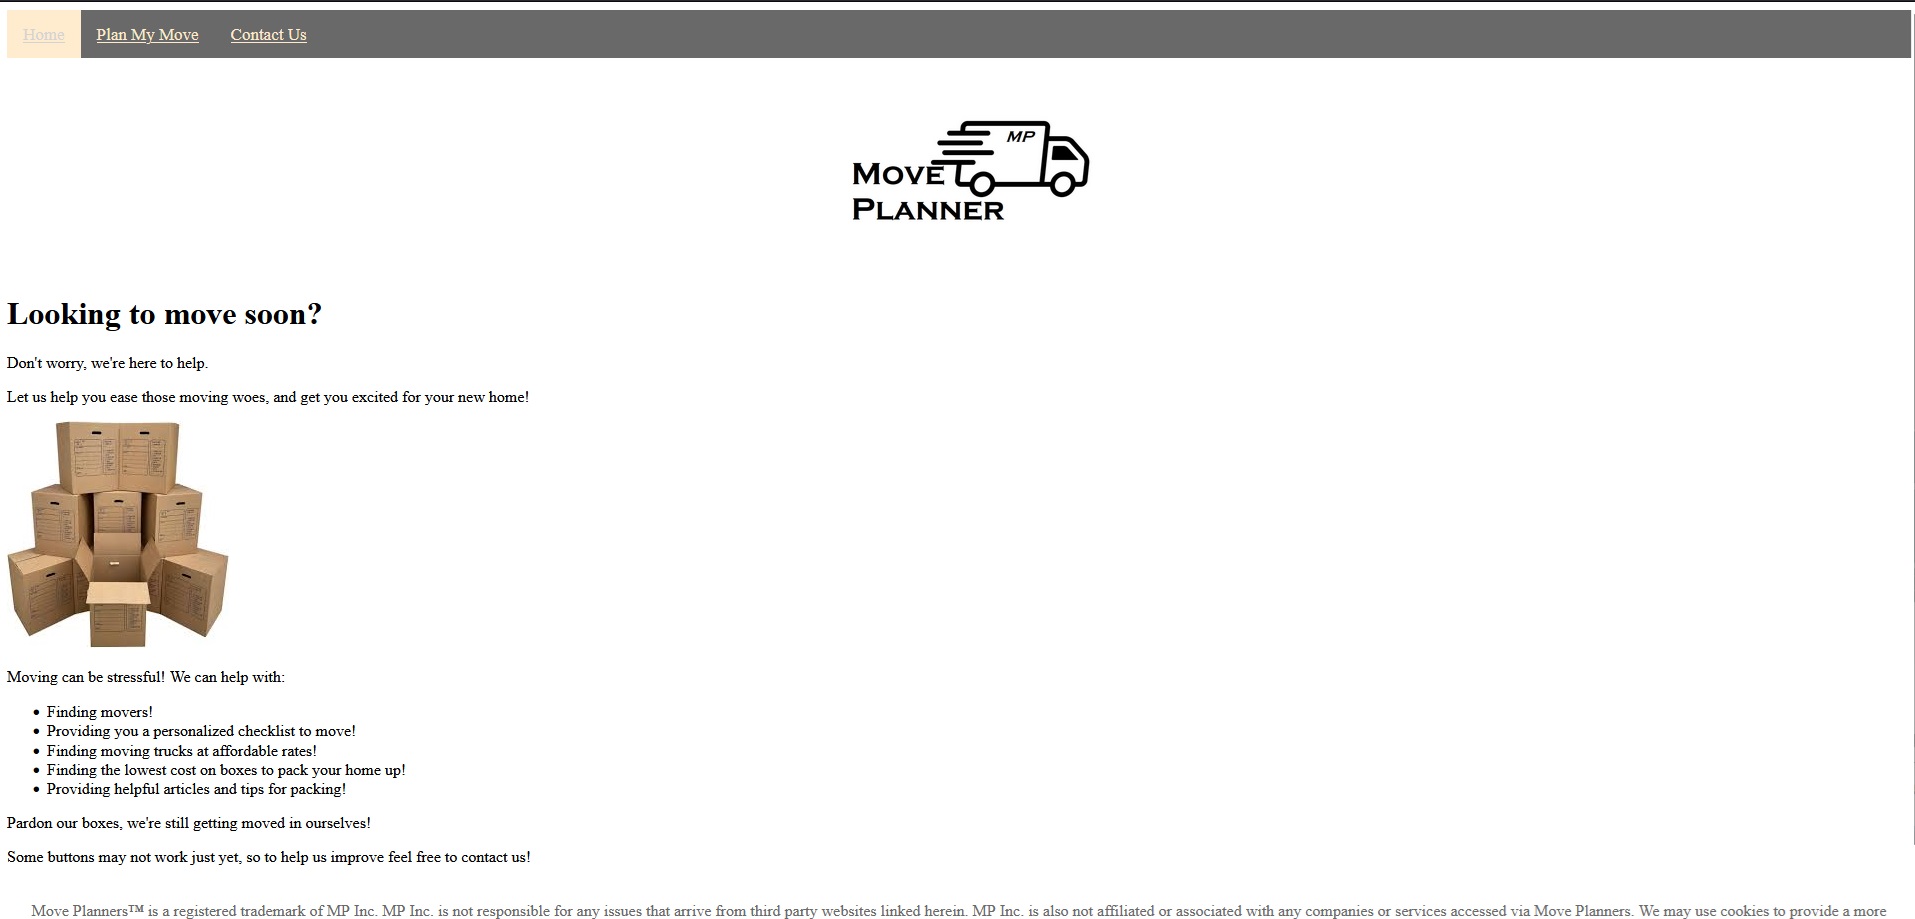 Home Plan My Move Contact Us
MP
MOVE
PLANNER
Looking to move soon?
Don't worry, we're here to help.
Let us help you ease those moving woes, and get you excited for your new home!
Moving can be stressful! We can help with:
Finding movers!
Providing you a personalized checklist to move!
Finding moving trucks at affordable rates!
Finding the lowest cost on boxes to pack your home up!
Providing helpful articles and tips for packing!
Pardon our boxes, we're still getting moved in ourselves!
Some buttons may not work just yet, so to help us improve feel free to contact us!
Move Planners™ is a registered trademark of MP Inc. MP Inc. is not responsible for any issues that arrive from third party websites linked herein. MP Inc. is also not affiliated or associated with any companies or services accessed via Move Planners. We may use cookies to provide a more